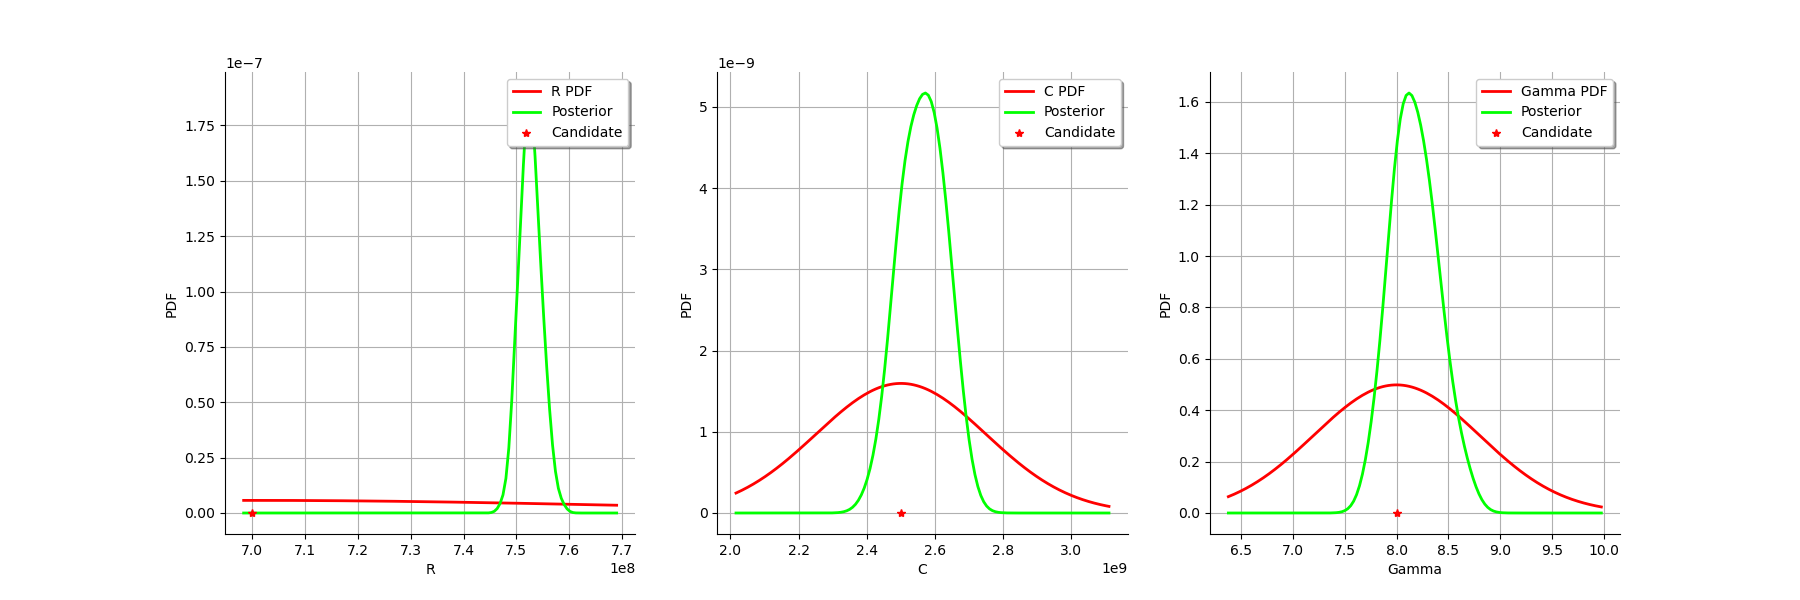 1e−7
R PDF
Posterior
Candidate
1.75
1.50
1.25
1.00
0.75
0.50
0.25
0.00
PDF
7.0 7.1 7.2 7.3 7.4 7.5 7.6 7.7
R 1e8
1e−9
C PDF
Posterior
Candidate
5
4
3
2
1
0
PDF
2.0 2.2 2.4 2.6 2.8 3.0
C 1e9
Gamma PDF
Posterior
Candidate
1.6
1.4
1.2
1.0
0.8
0.6
0.4
0.2
0.0
PDF
6.5 7.0 7.5 8.0 8.5 9.0 9.5 10.0
Gamma